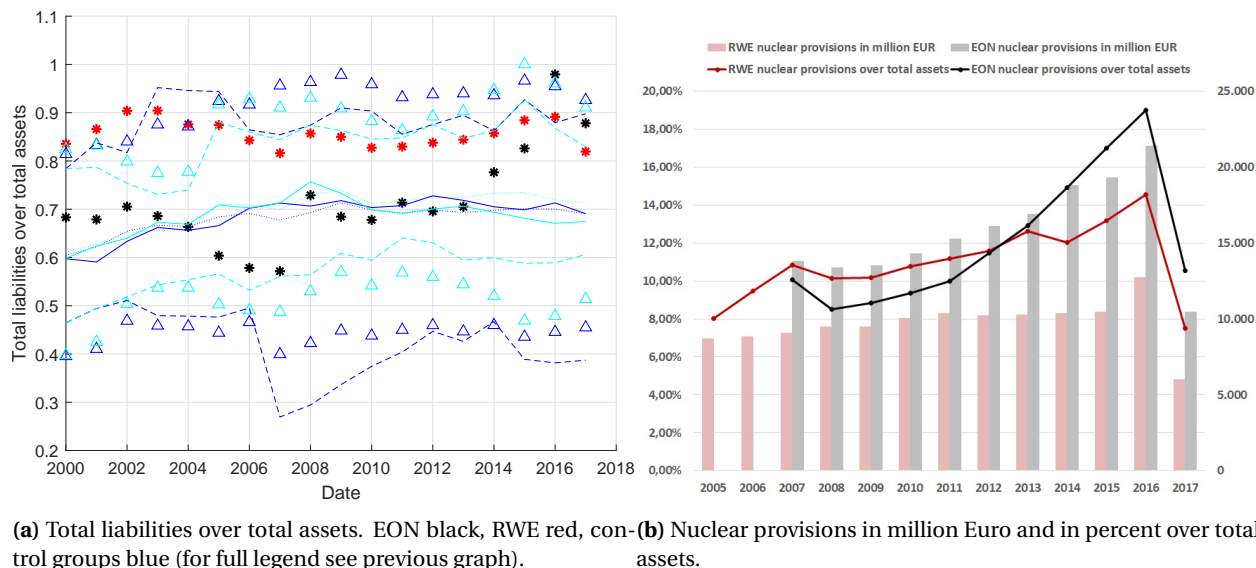 1.1
1
0.9
0.8
0.7
0.6
0.5
0.4
0.3
0.2
Total liabilities over total assets
2000 2002 2004 2006 2008 2010 2012 2014 2016 2018
Date
RWE nuclear provisions in million EUR EON nuclear provisions in million EUR
RWE nuclear provisions over total assets EON nuclear provisions over total assets
20,00% 25.000
18,00%
16,00% 20.000
14,00%
12,00% 15.000
10,00%
8,00% 10.000
6,00%
4,00% 5.000
2,00%
0,00% 0
2005 2006 2007 2008 2009 2010 2011 2012 2013 2014 2015 2016 2017
(a) Total liabilities over total assets. EON black, RWE red, con-
trol groups blue (for full legend see previous graph).
(b) Nuclear provisions in million Euro and in percent over total
assets.